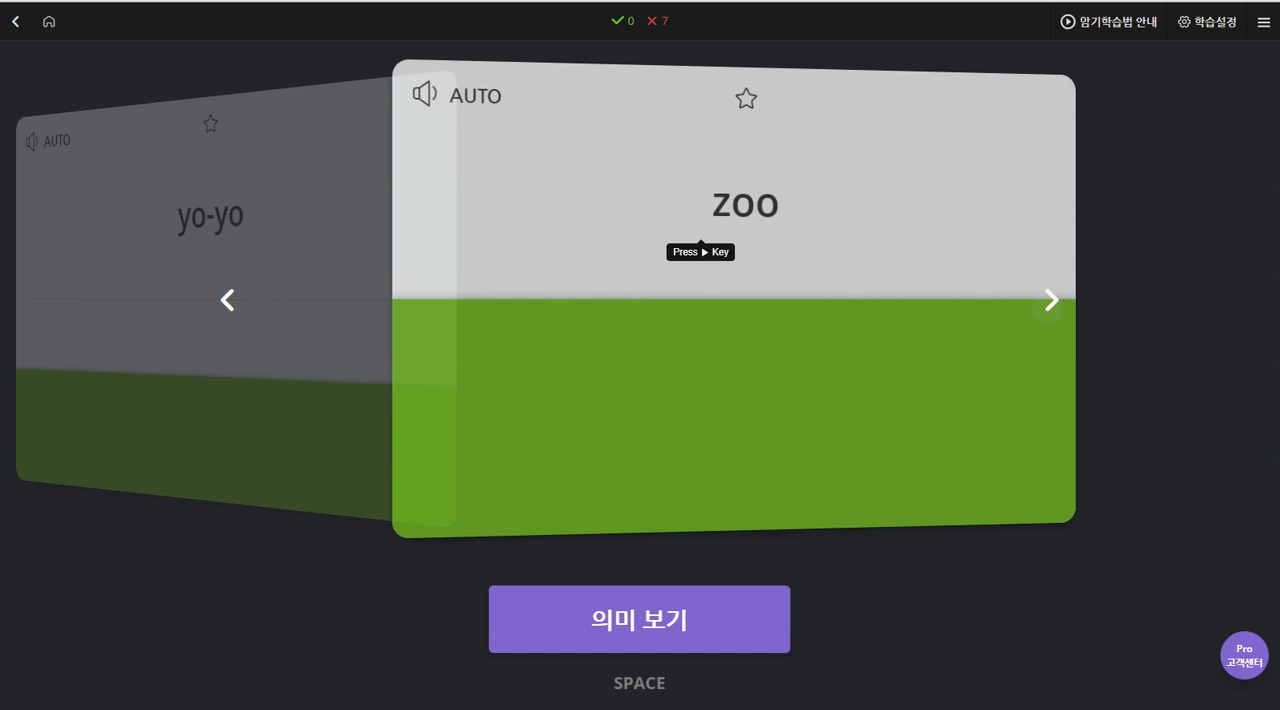 0 7
암기학습법 안내
학습설정
AUTO
yo-yo
AUTO
zoo
Press ▶ Key
의미 보기
SPACE
Pro
고객센터